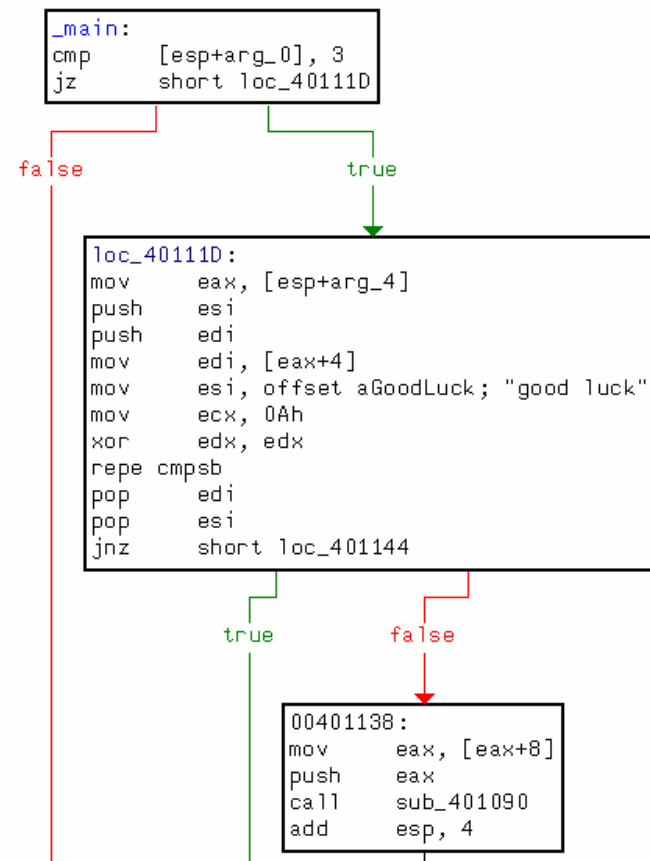 _main:
cmp [esp+arg_0], 3
jz short loc_40111D
false true
loc_40111D:
mov eax, [esp+arg_4]
push esi
push edi
mov edi, [eax+4]
mov esi, offset aGoodLuck; "good luck"
mov ecx, 0Ah
xor edx, edx
repe cmpsb
pop edi
pop esi
jnz short loc_401144
true false
00401138:
mov eax, [eax+8]
push eax
call sub_401090
add esp, 4